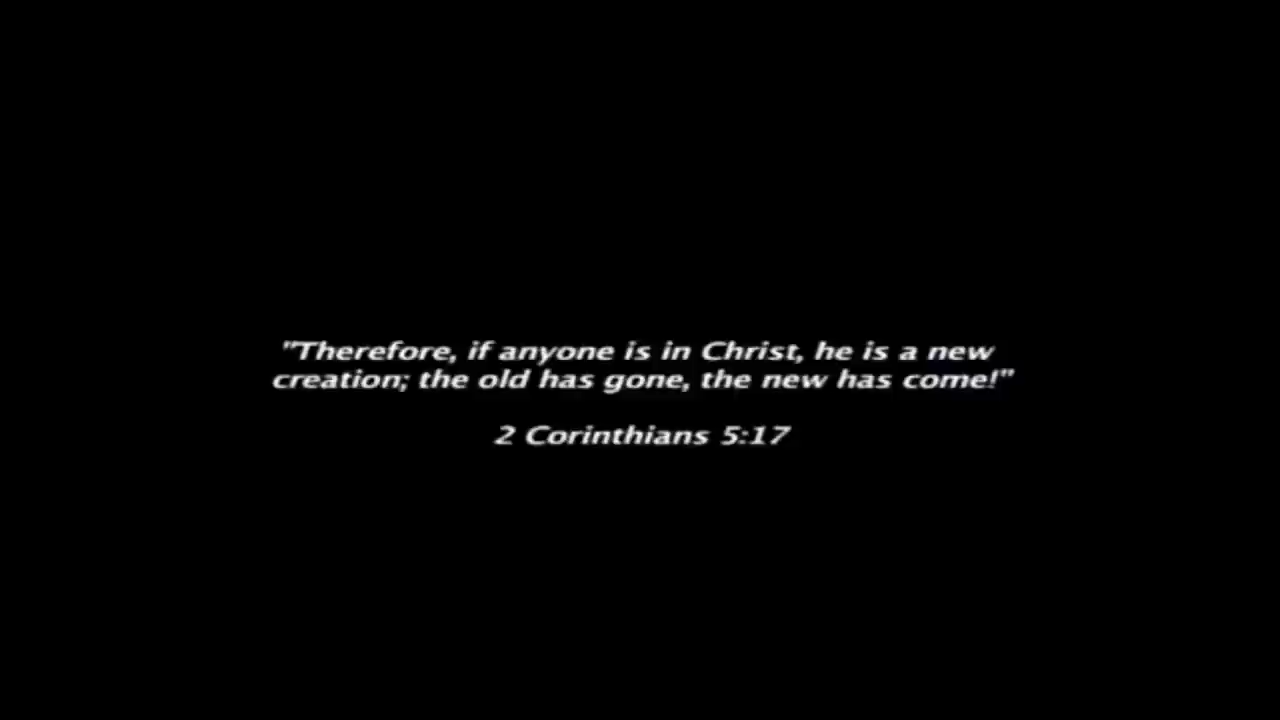 "Therefore, if anyone is in Christ, he is a new
creation; the old has gone, the new has come!"
2 Corinthians 5:17